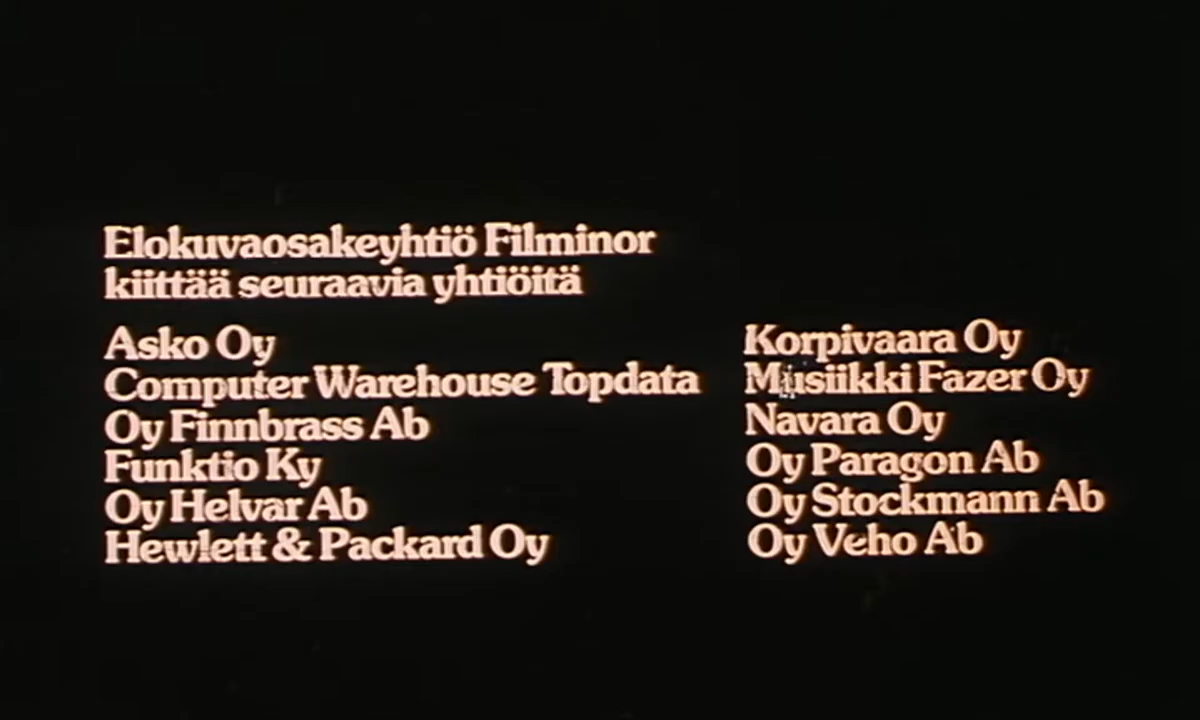 Elokuvaosakeyhtiö Filminor
kiittää seuraavia yhtiöitä
Asko Oy
Computer Warehouse Topdata
Oy Finnbrass Ab
Funktio Ky
Oy Helvar Ab
Hewlett & Packard Oy
Korpivaara Oy
Musiikki Fazer Oy
Navara Oy
Oy Paragon Ab
Oy Stockmann Ab
Oy Veho Ab